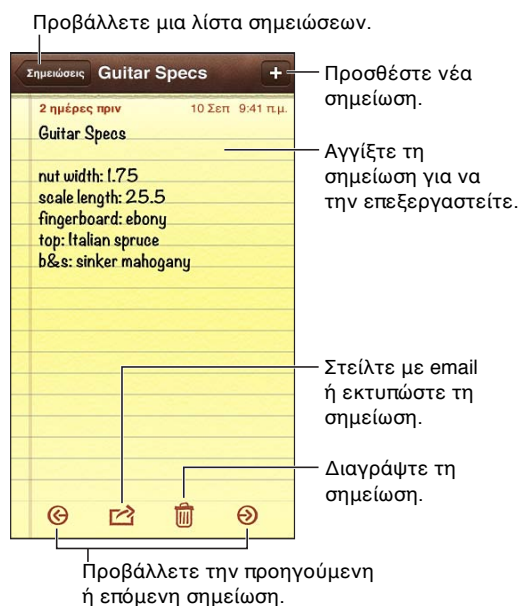 Προβάλλετε μια λίστα σημειώσεων.
Σημειώσεις Guitar Specs +
Προσθέστε νέα
σημείωση.
2 ημέρες πριν 10 Σεπ 9:41 π.μ.
Guitar Specs
Αγγίξτε τη
σημείωση για να
την επεξεργαστείτε.
nut width: 1.75
scale length: 25.5
fingerboard: ebony
top: Italian spruce
b&s: sinker mahogany
Στείλτε με email
ή εκτυπώστε τη
σημείωση.
Διαγράψτε τη
σημείωση.
Προβάλλετε την προηγούμενη
ή επόμενη σημείωση.